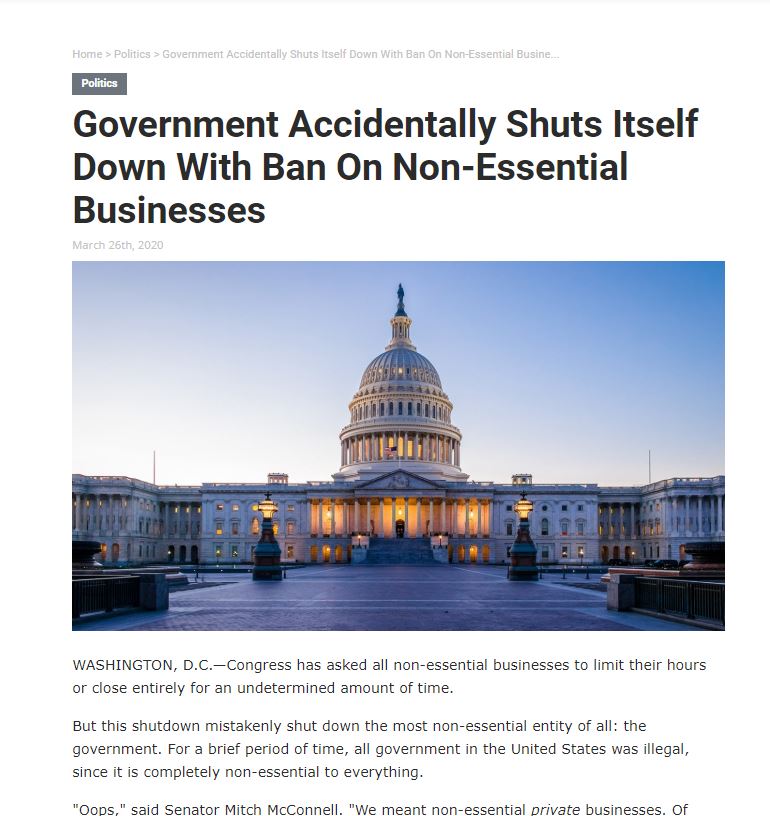 Home > Politics > Government Accidentally Shuts Itself Down With Ban On Non-Essential Busine...
Politics
Government Accidentally Shuts Itself
Down With Ban On Non-Essential
Businesses
March 26th, 2020
WASHINGTON, D.C.—Congress has asked all non-essential businesses to limit their hours
or close entirely for an undetermined amount of time.
But this shutdown mistakenly shut down the most non-essential entity of all: the
government. For a brief period of time, all government in the United States was illegal,
since it is completely non-essential to everything.
"Oops," said Senator Mitch McConnell. "We meant non-essential private businesses. Of